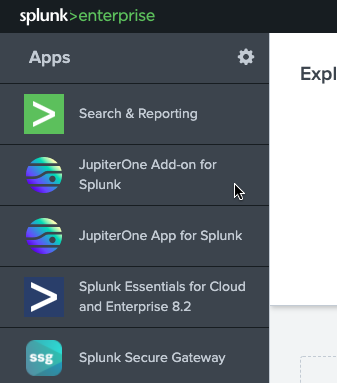 splunk>enterprise
Apps
Expl
Search & Reporting
JupiterOne Add-on for
Splunk
JupiterOne App for Splunk
Splunk Essentials for Cloud
and Enterprise 8.2
ssg
Splunk Secure Gateway